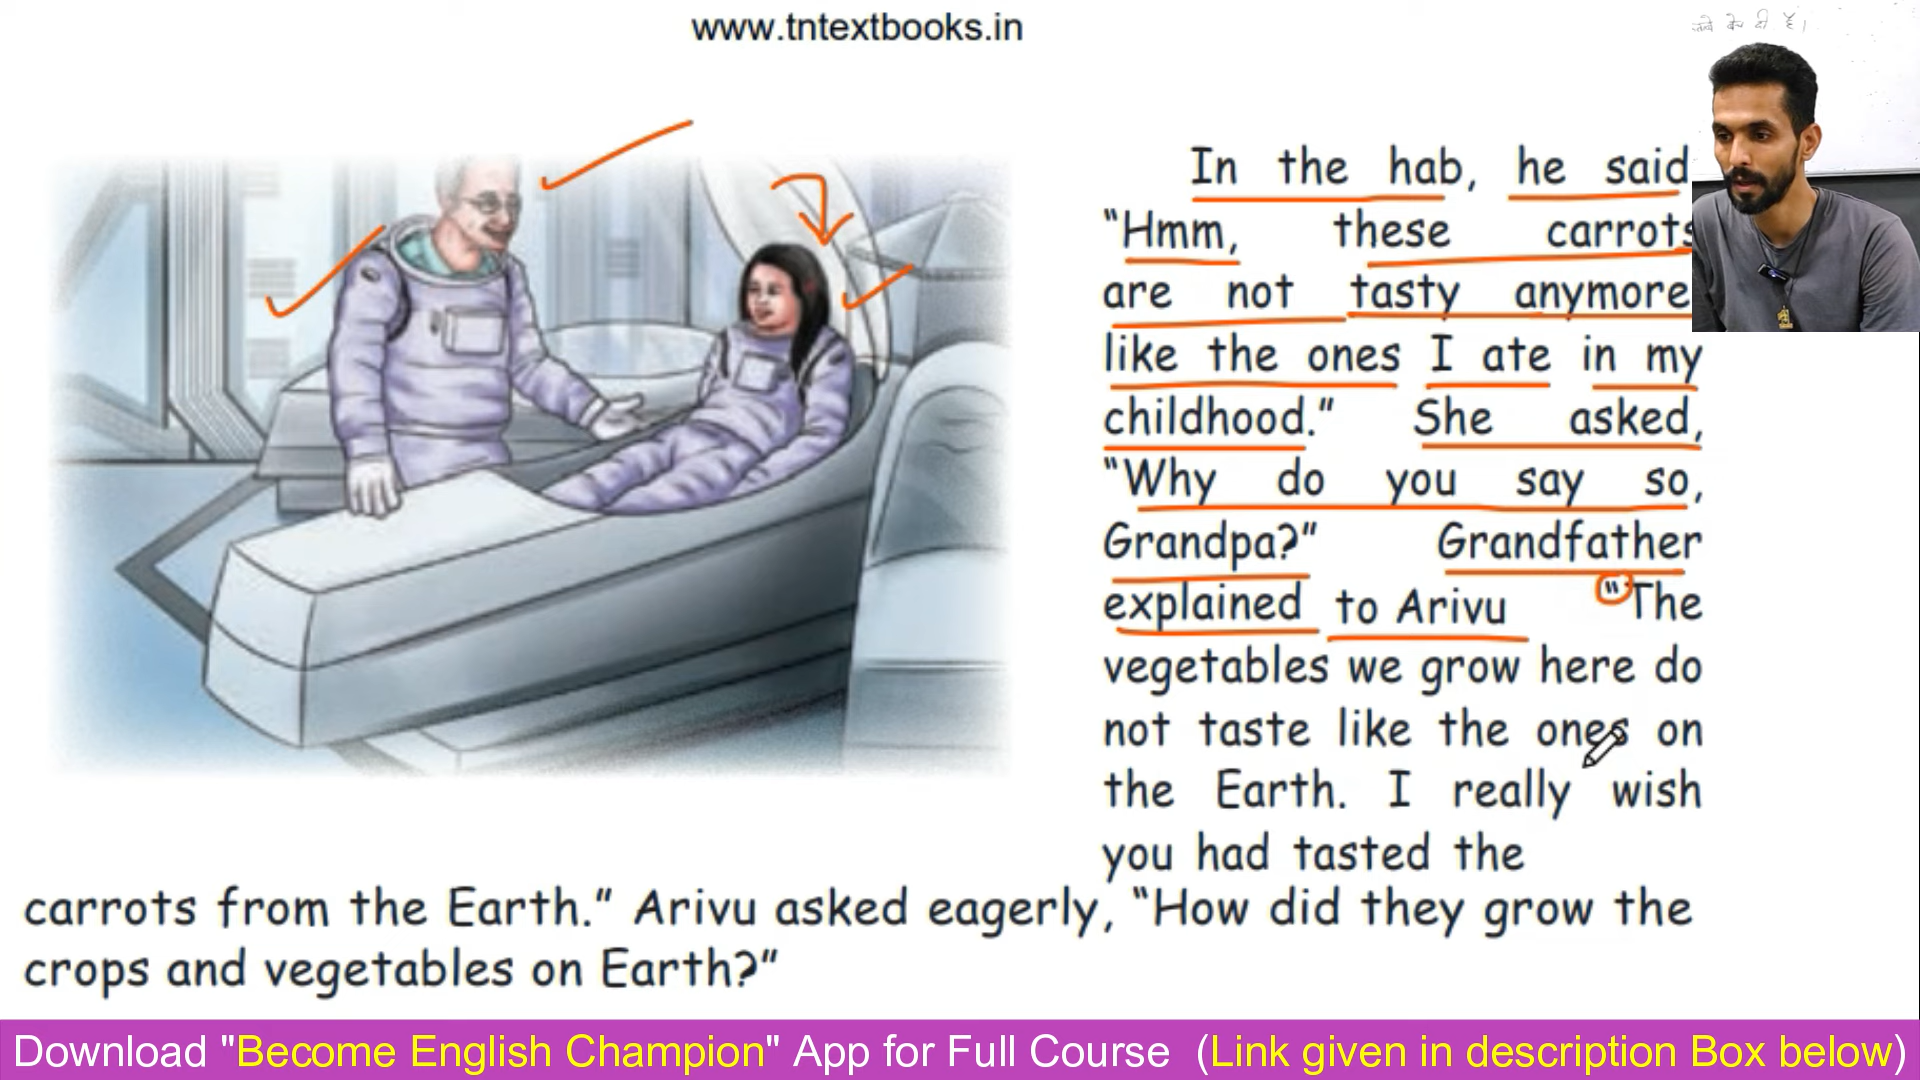 www.tntextbooks.in
In the hab, he said
“Hmm, these carrots
are not tasty anymore
like the ones I ate in my
childhood.” She asked,
“Why do you say so,
Grandpa?” Grandfather
explained to Arivu “The
vegetables we grow here do
not taste like the ones on
the Earth. I really wish
you had tasted the
carrots from the Earth.” Arivu asked eagerly, “How did they grow the
crops and vegetables on Earth?”
Download "Become English Champion" App for Full Course (Link given in description Box below)